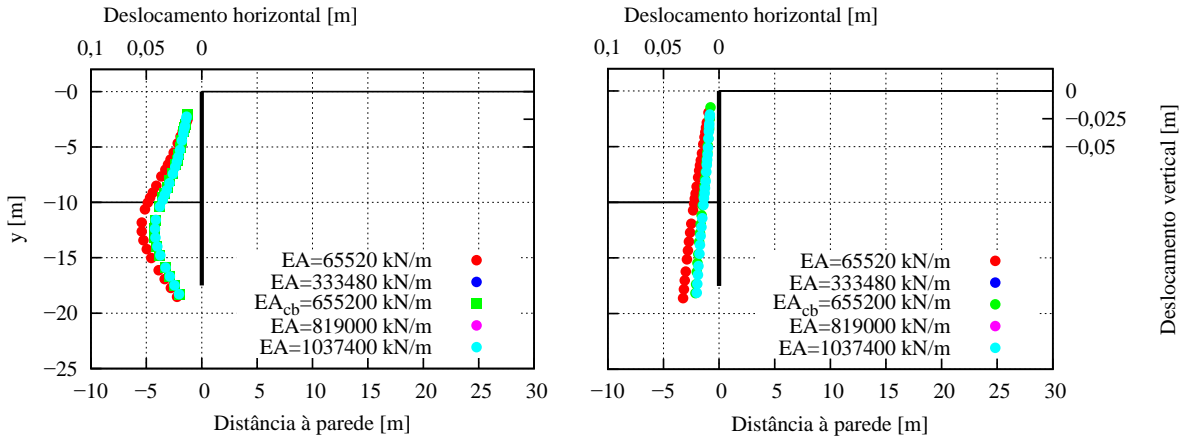 Deslocamento horizontal [m]
0,1 0,05 0
−0
−5
−10
−15
−20
−25
y [m]
EA=65520 kN/m
EA=333480 kN/m
EAcb=655200 kN/m
EA=819000 kN/m
EA=1037400 kN/m
−10 −5 0 5 10 15 20 25 30
Distância à parede [m]
Deslocamento horizontal [m]
0,1 0,05 0
0
−0,025
−0,05
Deslocamento vertical [m]
EA=65520 kN/m
EA=333480 kN/m
EAcb=655200 kN/m
EA=819000 kN/m
EA=1037400 kN/m
−10 −5 0 5 10 15 20 25 30
Distância à parede [m]